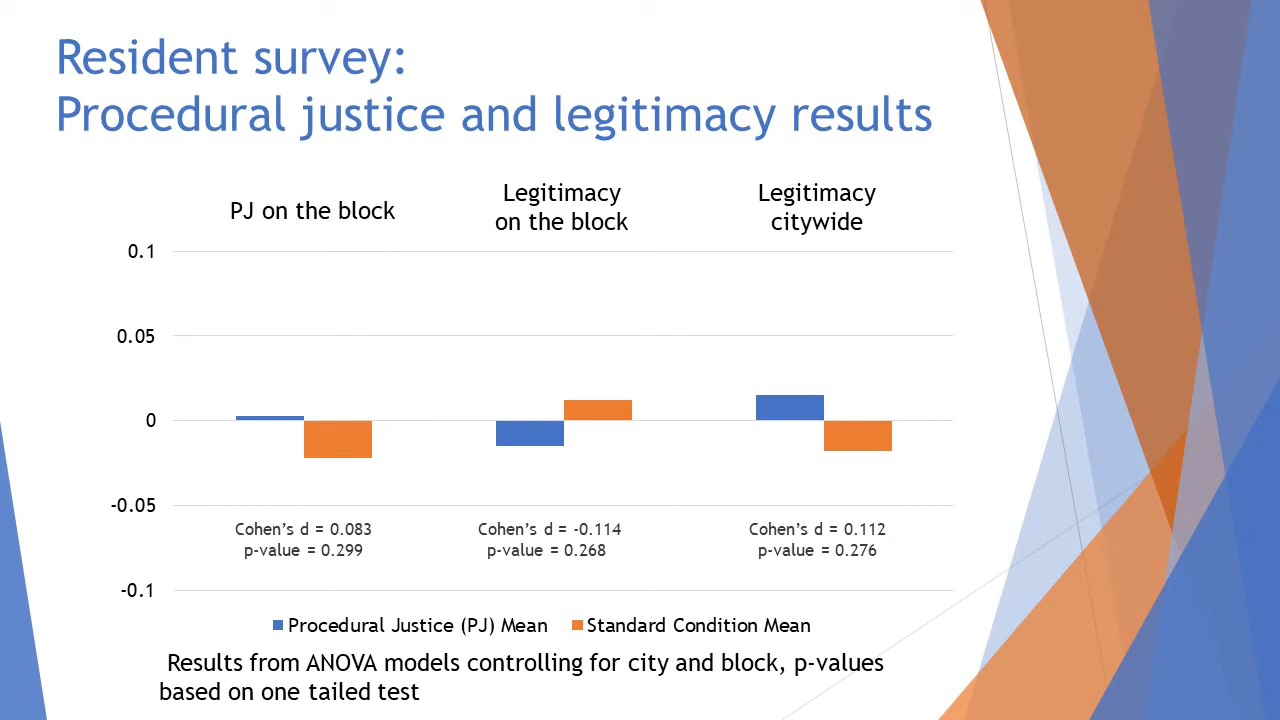 Resident survey:
Procedural justice and legitimacy results
PJ on the block
Legitimacy
on the block
Legitimacy
citywide
0.1
0.05
0
-0.05
-0.1
Cohen’s d = 0.083
p-value = 0.299
Cohen’s d = -0.114
p-value = 0.268
Cohen’s d = 0.112
p-value = 0.276
Procedural Justice (PJ) Mean
Standard Condition Mean
Results from ANOVA models controlling for city and block, p-values
based on one tailed test